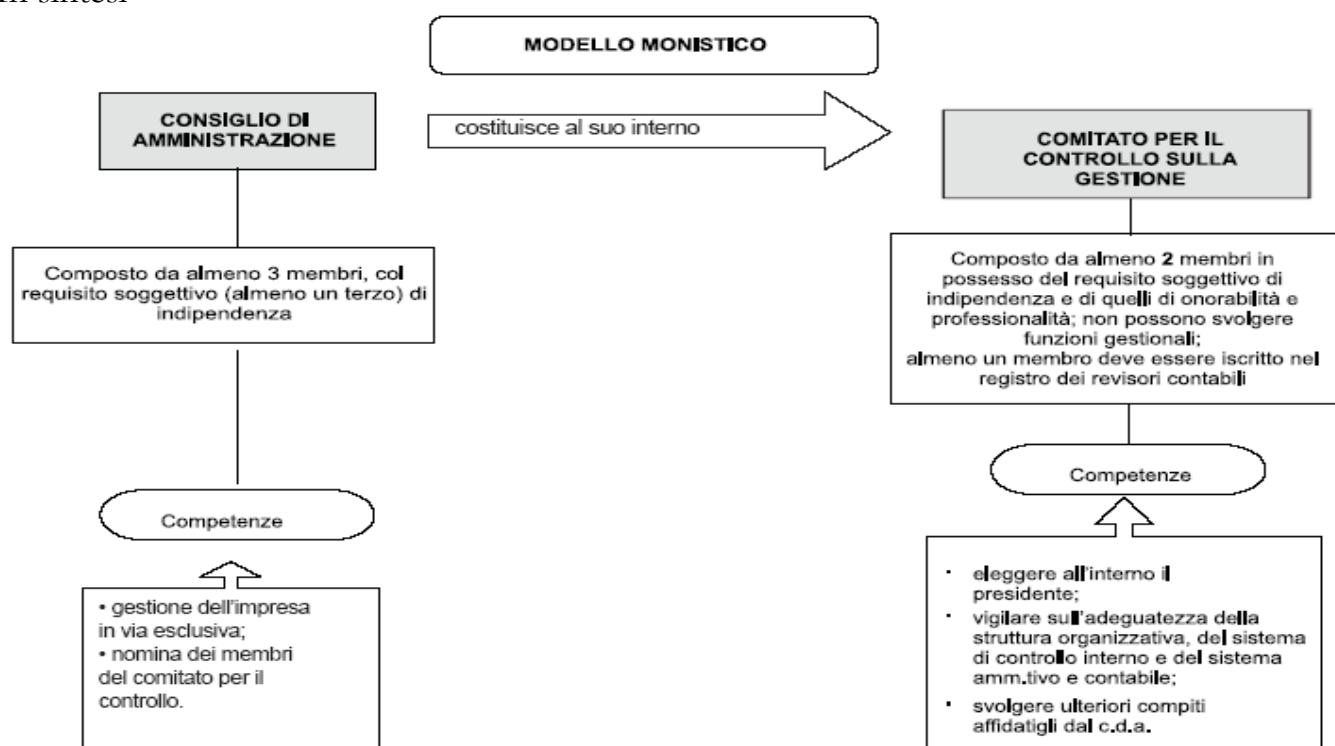 In sintesi
MODELLO MONISTICO
CONSIGLIO DI
AMMINISTRAZIONE
costituisce al suo interno
COMITATO PER IL
CONTROLLO SULLA
GESTIONE
Composto da almeno 3 membri, col
requisito soggettivo (almeno un terzo) di
indipendenza
Composto da almeno 2 membri in
possesso del requisito soggettivo di
indipendenza e di quelli di onorabilità e
professionalità; non possono svolgere
funzioni gestionali;
almeno un membro deve essere iscritto nel
registro dei revisori contabili
Competenze
• gestione dell'impresa
in via esclusiva;
• nomina dei membri
del comitato per il
controllo.
Competenze
· eleggere all'interno il
presidente;
· vigilare sull'adeguatezza della
struttura organizzativa, del sistema
di controllo interno e del sistema
amm.tivo e contabile;
· svolgere ulteriori compiti
affidatigli dal c.d.a.